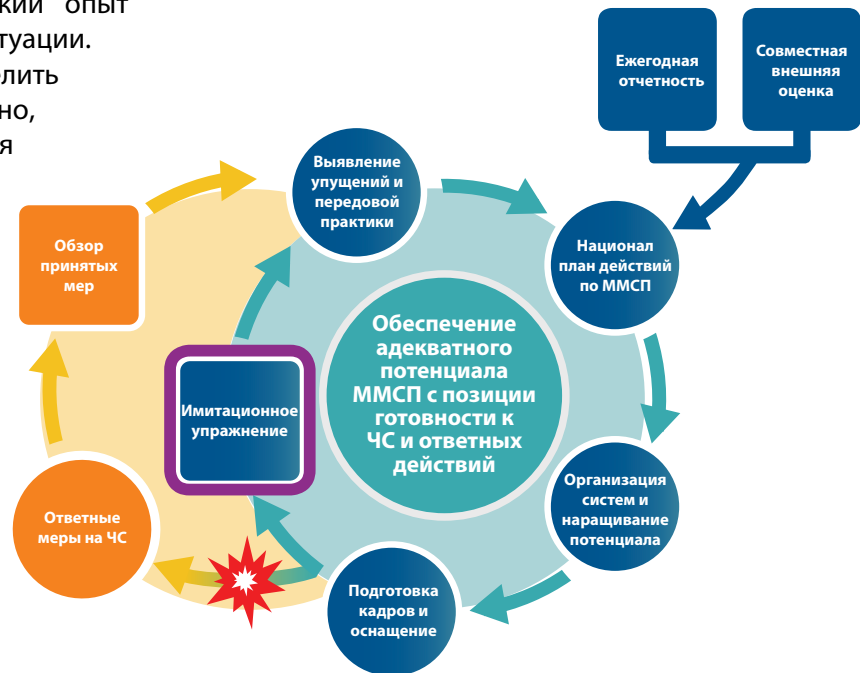 кий опыт
туации.
елить
но,
я
Ежегодная
отчетность
Совместная
внешняя
оценка
Выявление
упущений и
передовой
практики
Национал
план действий
по ММСП
Обзор
принятых
мер
Обеспечение
адекватного
потенциала
ММСП с позиции
готовности к
ЧС и ответных
действий
Имитационное
упражнение
Организация
систем и
наращивание
потенциала
Ответные
меры на ЧС
Подготовка
кадров и
оснащение